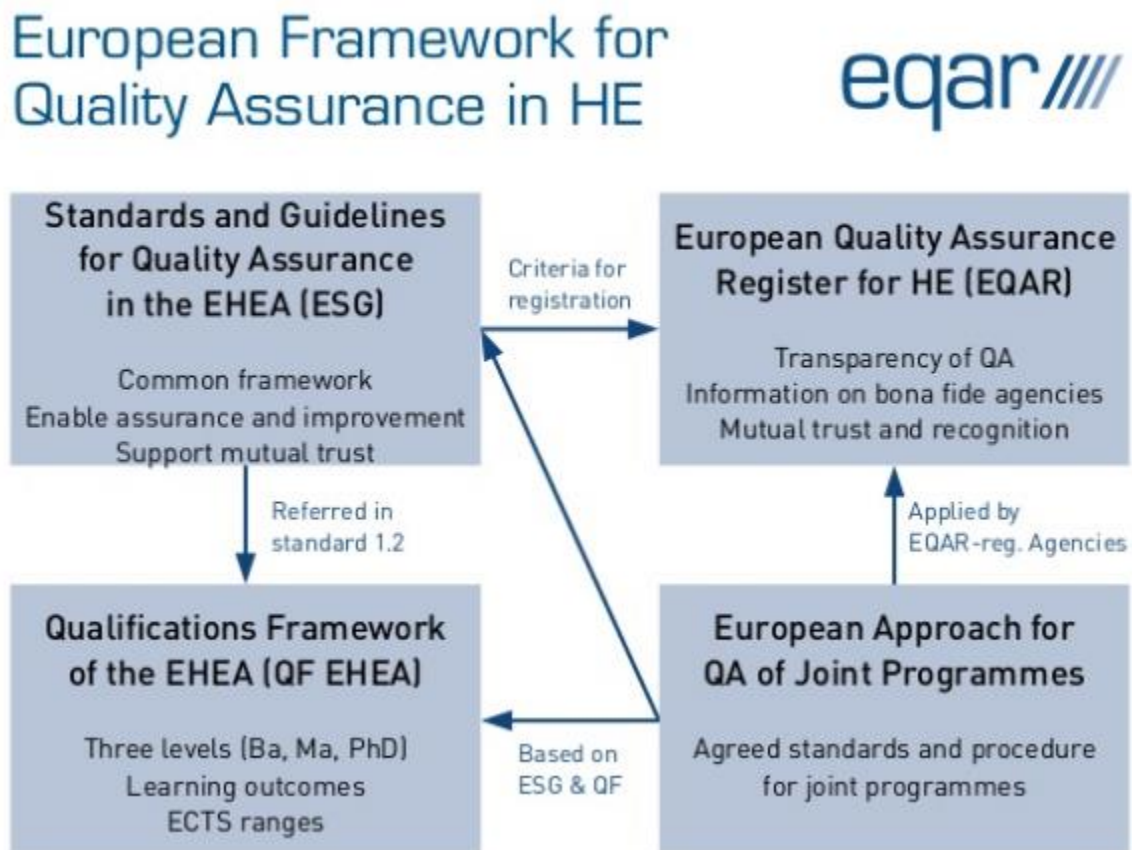 European Framework for
Quality Assurance in HE
eqar
Standards and Guidelines
for Quality Assurance
in the EHEA (ESG)
Common framework
Enable assurance and improvement
Support mutual trust
Criteria for
registration
European Quality Assurance
Register for HE (EQAR)
Transparency of QA
Information on bona fide agencies
Mutual trust and recognition
Referred in
standard 1.2
Applied by
EQAR-reg. Agencies
Qualifications Framework
of the EHEA (QF EHEA)
Three levels (Ba, Ma, PhD)
Learning outcomes
ECTS ranges
Based on
ESG & QF
European Approach for
QA of Joint Programmes
Agreed standards and procedure
for joint programmes